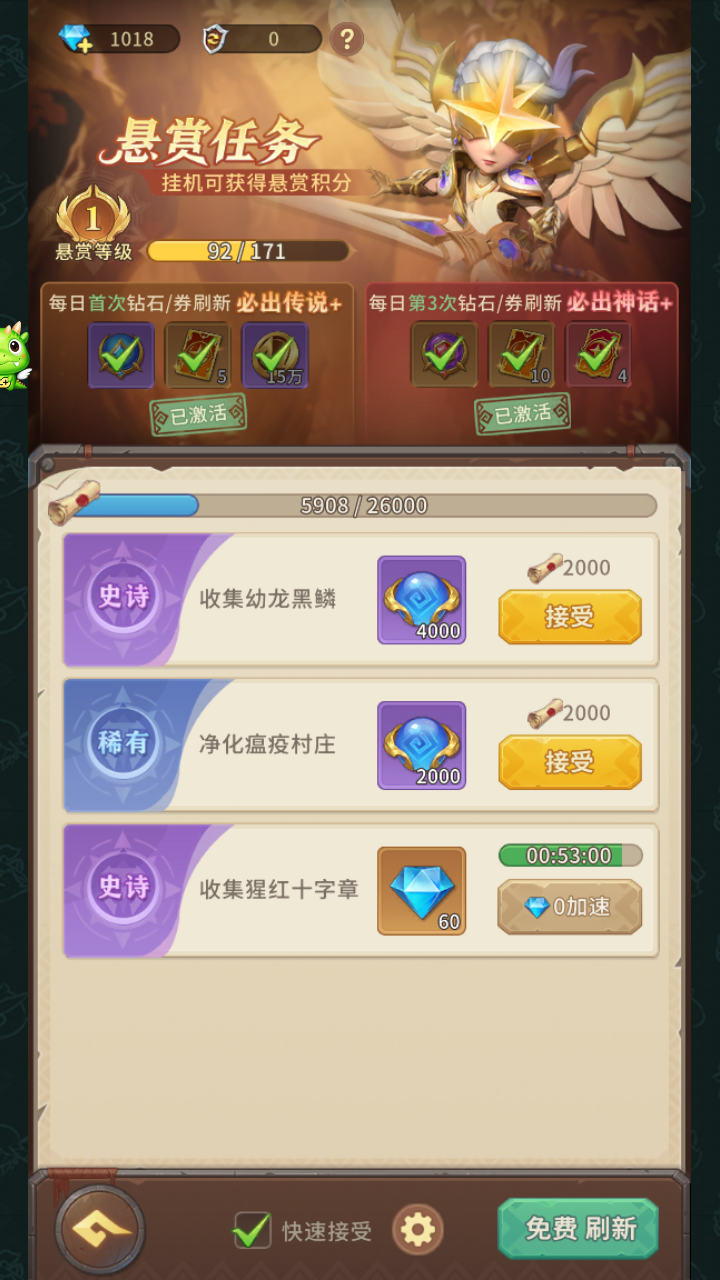 1018
0
?
悬赏任务
挂机可获得悬赏积分
1
悬赏等级
92 / 171
每日首次钻石/券刷新 必出传说+
5
15万
已激活
每日第3次钻石/券刷新 必出神话+
10
4
已激活
5908 / 26000
史诗
收集幼龙黑鳞
4000
2000
接受
稀有
净化瘟疫村庄
2000
2000
接受
史诗
收集猩红十字章
60
00:53:00
0加速
快速接受
免费 刷新